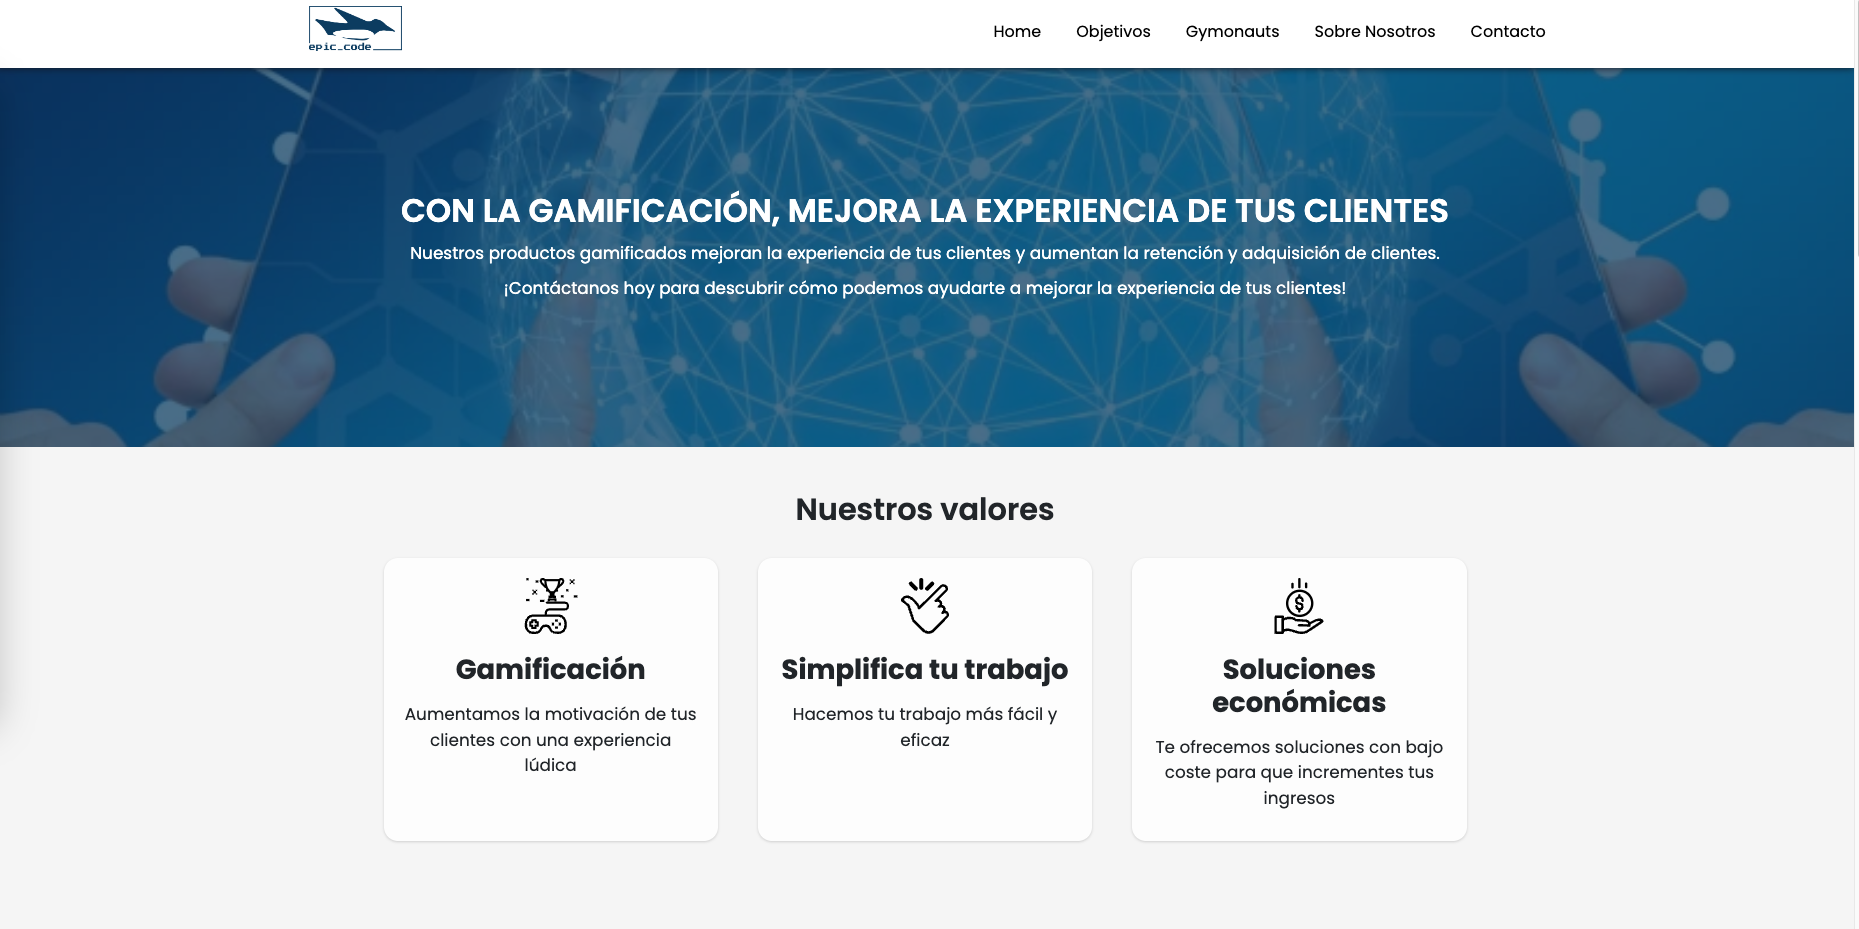 epic_code
Home Objetivos Gymonauts Sobre Nosotros Contacto
CON LA GAMIFICACIÓN, MEJORA LA EXPERIENCIA DE TUS CLIENTES
Nuestros productos gamificados mejoran la experiencia de tus clientes y aumentan la retención y adquisición de clientes.
¡Contáctanos hoy para descubrir cómo podemos ayudarte a mejorar la experiencia de tus clientes!
Nuestros valores
Gamificación
Aumentamos la motivación de tus
clientes con una experiencia
lúdica
Simplifica tu trabajo
Hacemos tu trabajo más fácil y
eficaz
Soluciones
económicas
Te ofrecemos soluciones con bajo
coste para que incrementes tus
ingresos